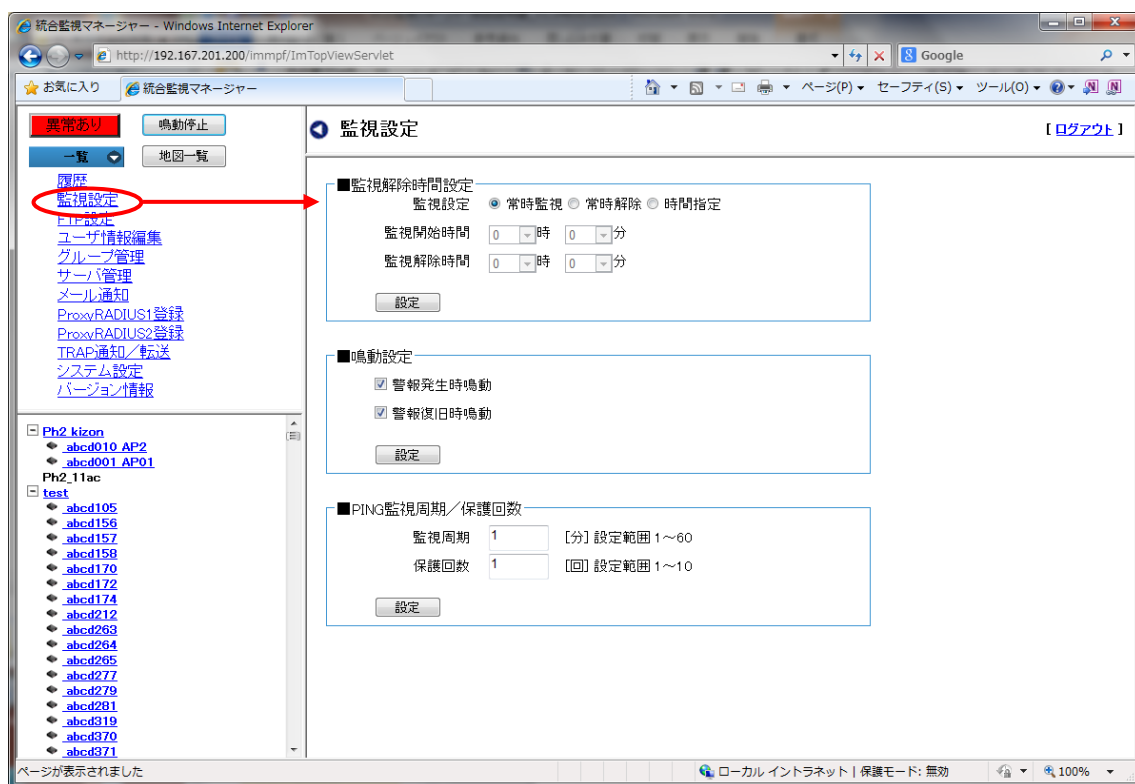 統合監視マネージャー - Windows Internet Explorer
http://192.167.201.200/immpf/ImTopViewServlet
Google
お気に入り 統合監視マネージャー ページ(P) セーフティ(S) ツール(O)
異常あり 鳴動停止
一覧 地図一覧
履歴
監視設定
FTP設定
ユーザ情報編集
グループ管理
サーバ管理
メール通知
ProxyRADIUS1登録
ProxyRADIUS2登録
TRAP通知／転送
システム設定
バージョン情報
Ph2 kizon
abcd010 AP2
abcd001 AP01
Ph2_11ac
test
abcd105
abcd156
abcd157
abcd158
abcd170
abcd172
abcd174
abcd212
abcd263
abcd264
abcd265
abcd277
abcd279
abcd281
abcd319
abcd370
abcd371
監視設定 [ ログアウト ]
■監視解除時間設定
監視設定 常時監視 常時解除 時間指定
監視開始時間 0 時 0 分
監視解除時間 0 時 0 分
設定
■鳴動設定
警報発生時鳴動
警報復旧時鳴動
設定
■PING監視周期／保護回数
監視周期 1 [分] 設定範囲 1～60
保護回数 1 [回] 設定範囲 1～10
設定
ページが表示されました ローカル イントラネット | 保護モード: 無効 100%